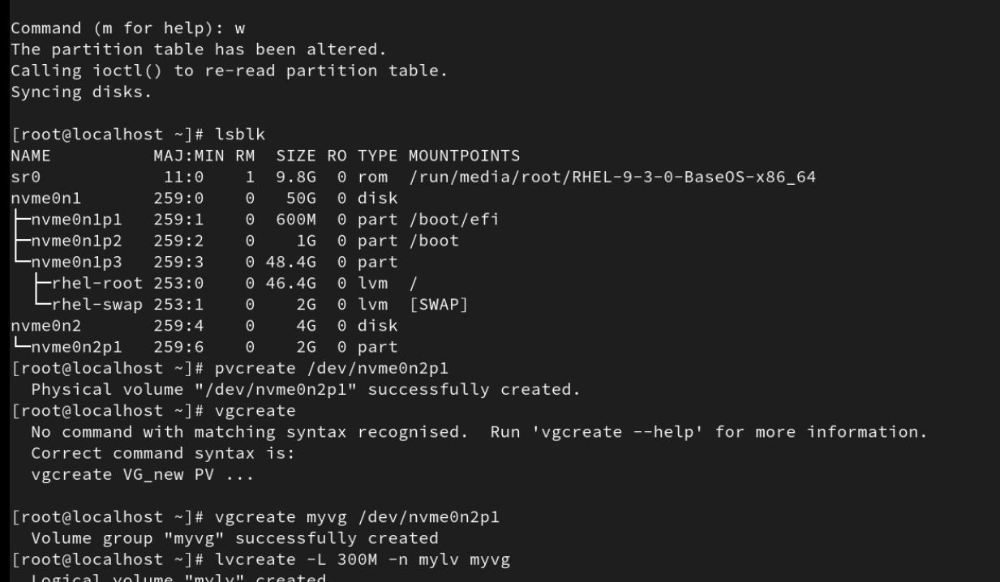 Command (m for help): w
The partition table has been altered.
Calling ioctl() to re-read partition table.
Syncing disks.
[root@localhost ~]# lsblk
NAME          MAJ:MIN RM  SIZE RO TYPE MOUNTPOINTS
sr0            11:0    1  9.8G  0 rom  /run/media/root/RHEL-9-3-0-BaseOS-x86_64
nvme0n1       259:0    0   50G  0 disk
├─nvme0n1p1   259:1    0  600M  0 part /boot/efi
├─nvme0n1p2   259:2    0    1G  0 part /boot
└─nvme0n1p3   259:3    0 48.4G  0 part
  ├─rhel-root 253:0    0 46.4G  0 lvm  /
  └─rhel-swap 253:1    0    2G  0 lvm  [SWAP]
nvme0n2       259:4    0    4G  0 disk
└─nvme0n2p1   259:6    0    2G  0 part
[root@localhost ~]# pvcreate /dev/nvme0n2p1
  Physical volume "/dev/nvme0n2p1" successfully created.
[root@localhost ~]# vgcreate
  No command with matching syntax recognised.  Run 'vgcreate --help' for more information.
  Correct command syntax is:
  vgcreate VG_new PV ...
[root@localhost ~]# vgcreate myvg /dev/nvme0n2p1
  Volume group "myvg" successfully created
[root@localhost ~]# lvcreate -L 300M -n mylv myvg
  Logical volume "mylv" created